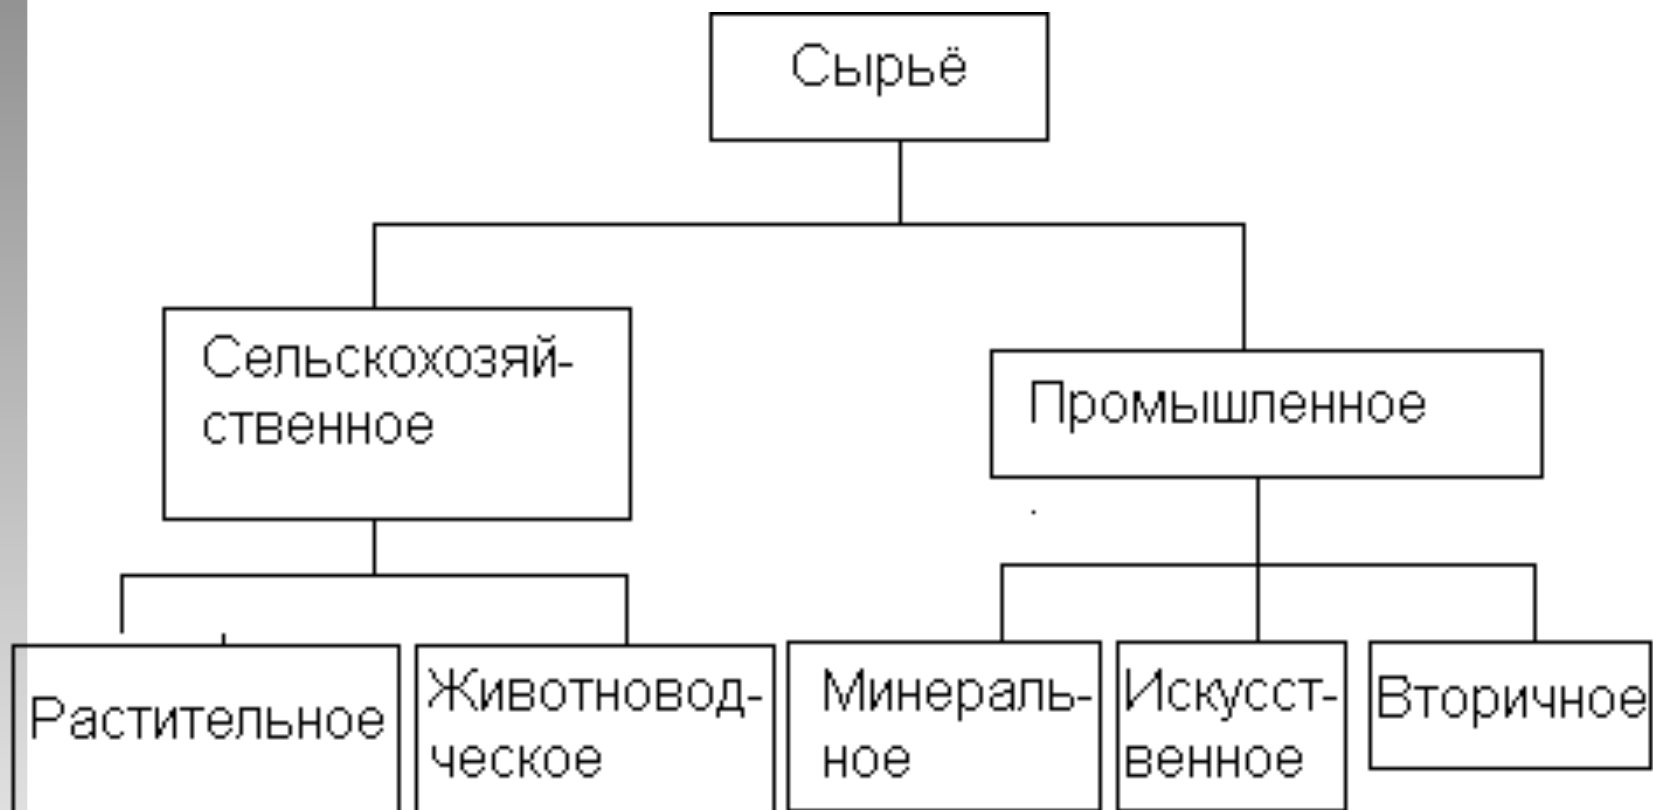 Сырьё
Сельскохозяй-
ственное
Промышленное
Растительное
Животновод-
ческое
Минераль-
ное
Искусст-
венное
Вторичное